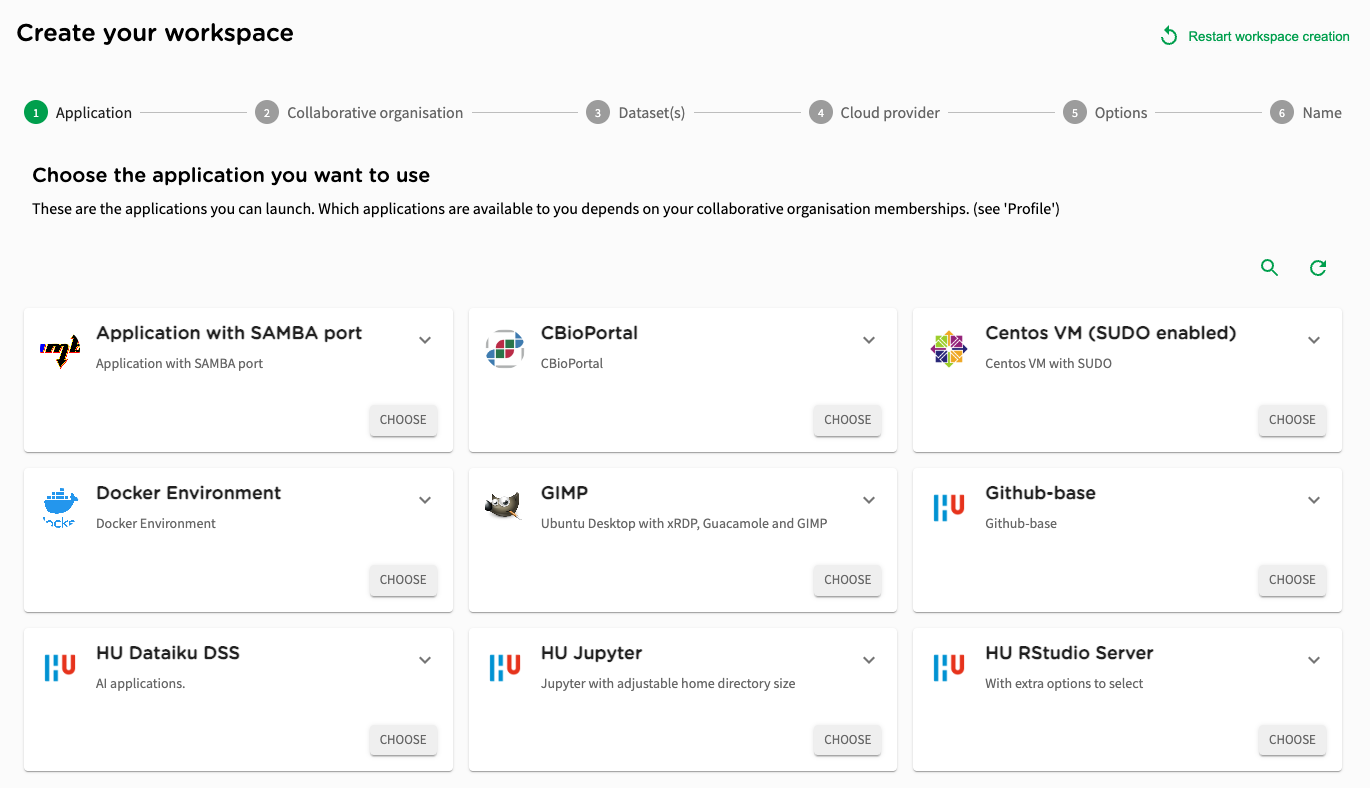 Create your workspace
Restart workspace creation
1 Application 2 Collaborative organisation 3 Dataset(s) 4 Cloud provider 5 Options 6 Name
Choose the application you want to use
These are the applications you can launch. Which applications are available to you depends on your collaborative organisation memberships. (see 'Profile')
Application with SAMBA port
Application with SAMBA port
CHOOSE
CBioPortal
CBioPortal
CHOOSE
Centos VM (SUDO enabled)
Centos VM with SUDO
CHOOSE
Docker Environment
Docker Environment
CHOOSE
GIMP
Ubuntu Desktop with xRDP, Guacamole and GIMP
CHOOSE
HU
Github-base
Github-base
CHOOSE
HU
HU Dataiku DSS
AI applications.
CHOOSE
HU
HU Jupyter
Jupyter with adjustable home directory size
CHOOSE
HU
HU RStudio Server
With extra options to select
CHOOSE